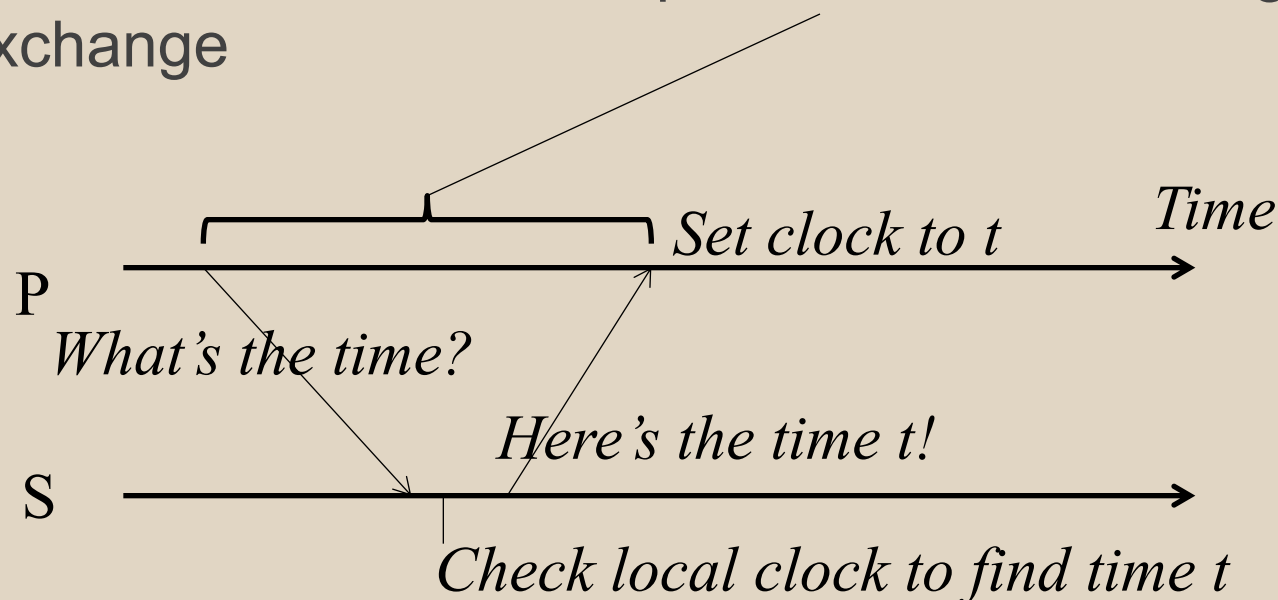 xchange
Time
Set clock to t
P
What’s the time?
Here’s the time t!
S
Check local clock to find time t